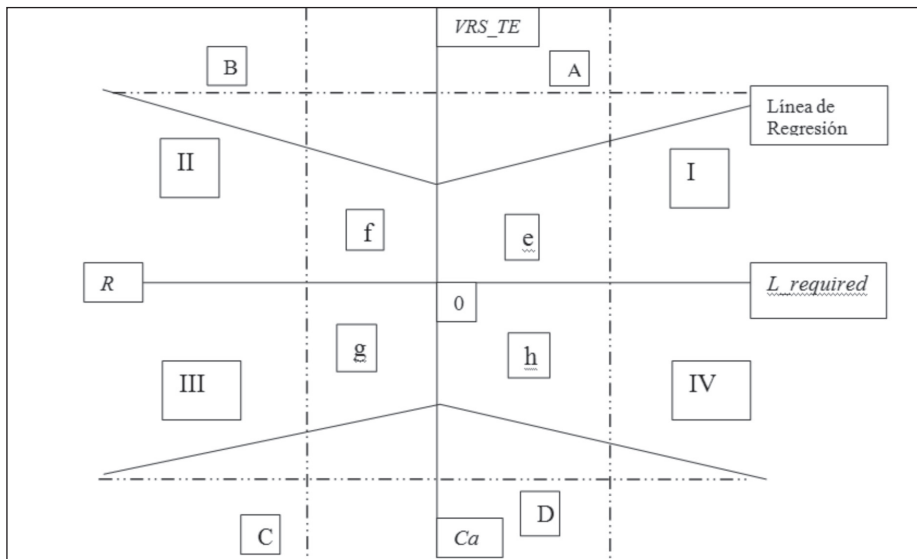 VRS_TE
B
A
Línea de
Regresión
II
I
f
e
R
L_required
0
g
h
III
IV
D
C
Ca